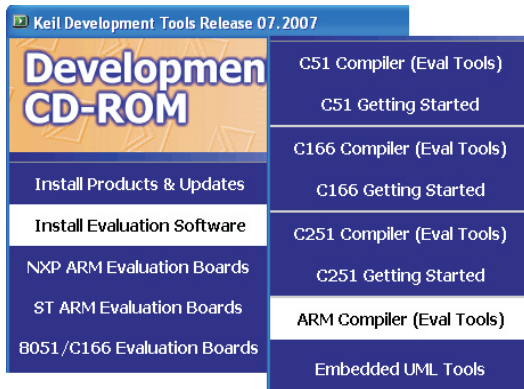 Keil Development Tools Release 07.2007
Developmen
CD-ROM
Install Products & Updates
Install Evaluation Software
NXP ARM Evaluation Boards
ST ARM Evaluation Boards
8051/C166 Evaluation Boards
C51 Compiler (Eval Tools)
C51 Getting Started
C166 Compiler (Eval Tools)
C166 Getting Started
C251 Compiler (Eval Tools)
C251 Getting Started
ARM Compiler (Eval Tools)
Embedded UML Tools